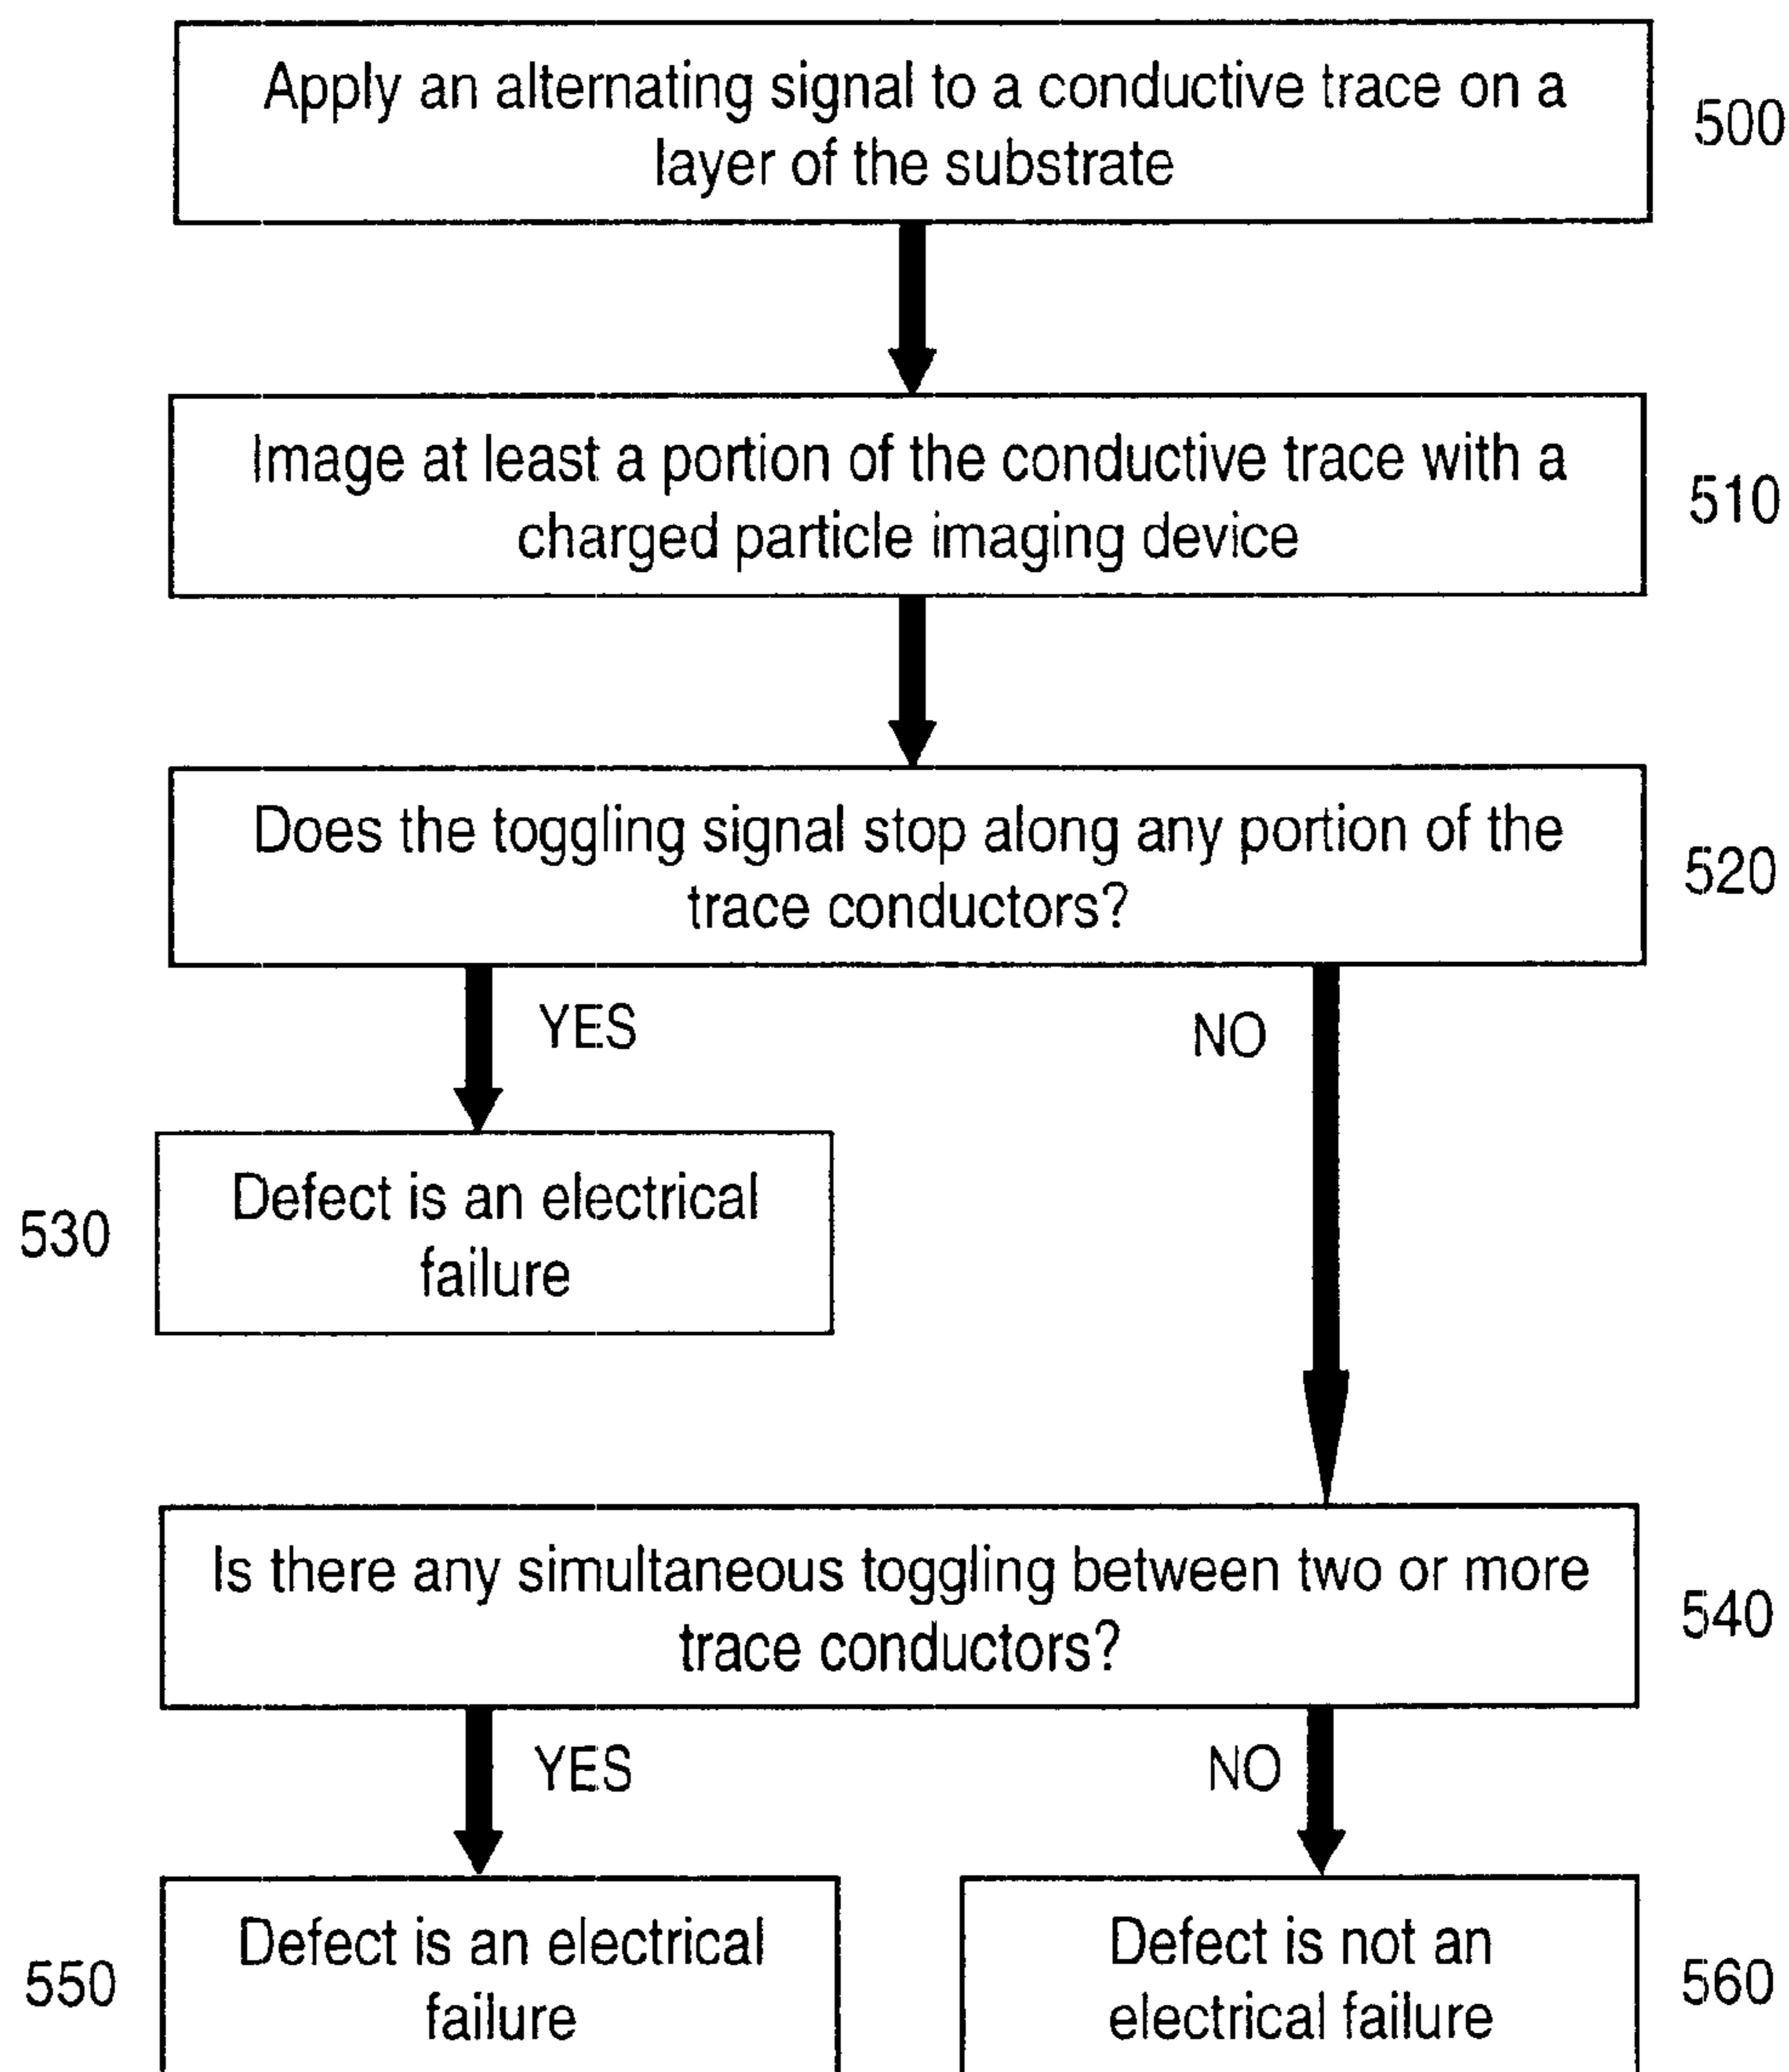 Apply an alternating signal to a conductive trace on a
layer of the substrate
500
Image at least a portion of the conductive trace with a
charged particle imaging device
510
Does the toggling signal stop along any portion of the
trace conductors?
520
YES
NO
530
Defect is an electrical
failure
Is there any simultaneous toggling between two or more
trace conductors?
540
YES
NO
550
Defect is an electrical
failure
Defect is not an
electrical failure
560